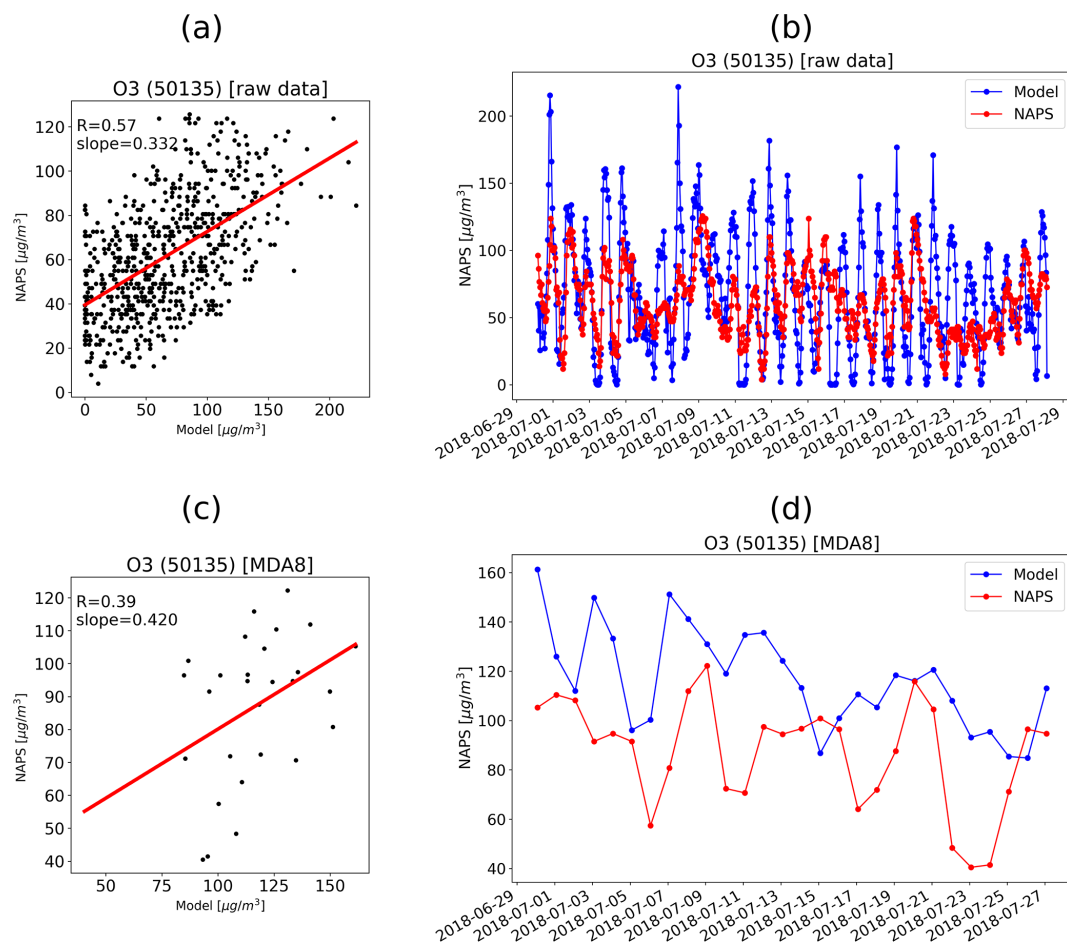 (a)
O3 (50135) [raw data]
R=0.57
slope=0.332
NAPS [μg/m³]
120
100
80
60
40
20
0
0 50 100 150 200
Model [μg/m³]
(b)
O3 (50135) [raw data]
Model
NAPS
NAPS [μg/m³]
200
150
100
50
0
2018-06-29
2018-07-01
2018-07-03
2018-07-05
2018-07-07
2018-07-09
2018-07-11
2018-07-13
2018-07-15
2018-07-17
2018-07-19
2018-07-21
2018-07-23
2018-07-25
2018-07-27
2018-07-29
(c)
O3 (50135) [MDA8]
R=0.39
slope=0.420
NAPS [μg/m³]
120
110
100
90
80
70
60
50
40
50 100 150
Model [μg/m³]
(d)
O3 (50135) [MDA8]
Model
NAPS
NAPS [μg/m³]
160
140
120
100
80
60
40
2018-06-29
2018-07-01
2018-07-03
2018-07-05
2018-07-07
2018-07-09
2018-07-11
2018-07-13
2018-07-15
2018-07-17
2018-07-19
2018-07-21
2018-07-23
2018-07-25
2018-07-27